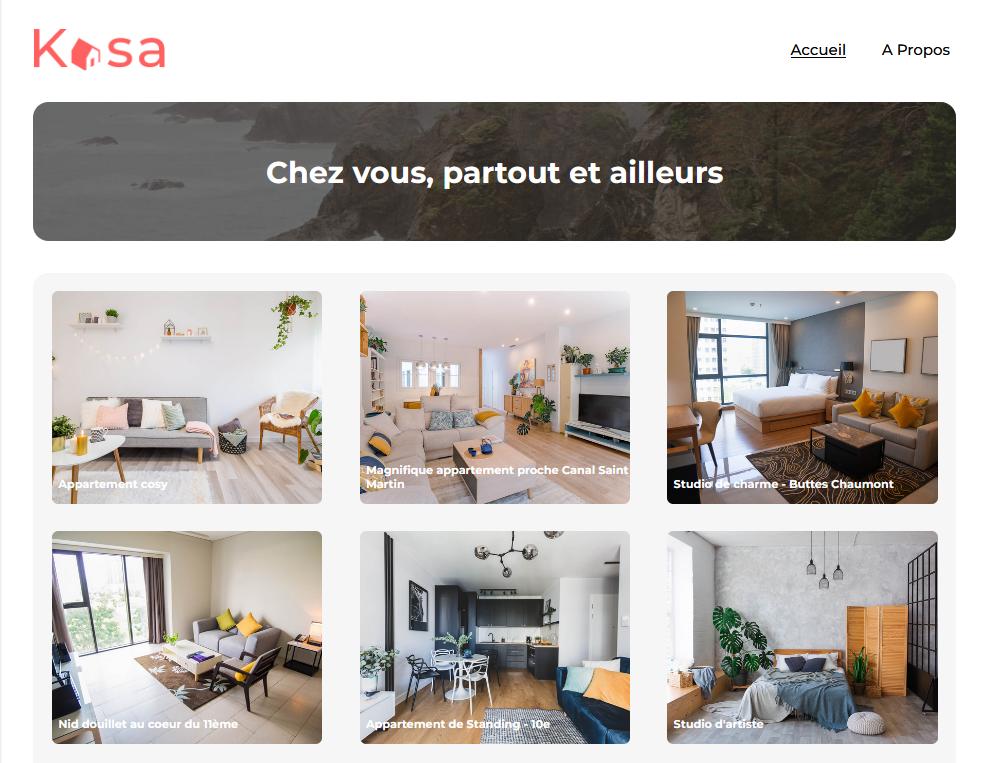 Kasa
Accueil
A Propos
Chez vous, partout et ailleurs
Appartement cosy
Magnifique appartement proche Canal Saint
Martin
Studio de charme - Buttes Chaumont
Nid douillet au coeur du 11ème
Appartement de Standing - 10e
Studio d'artiste